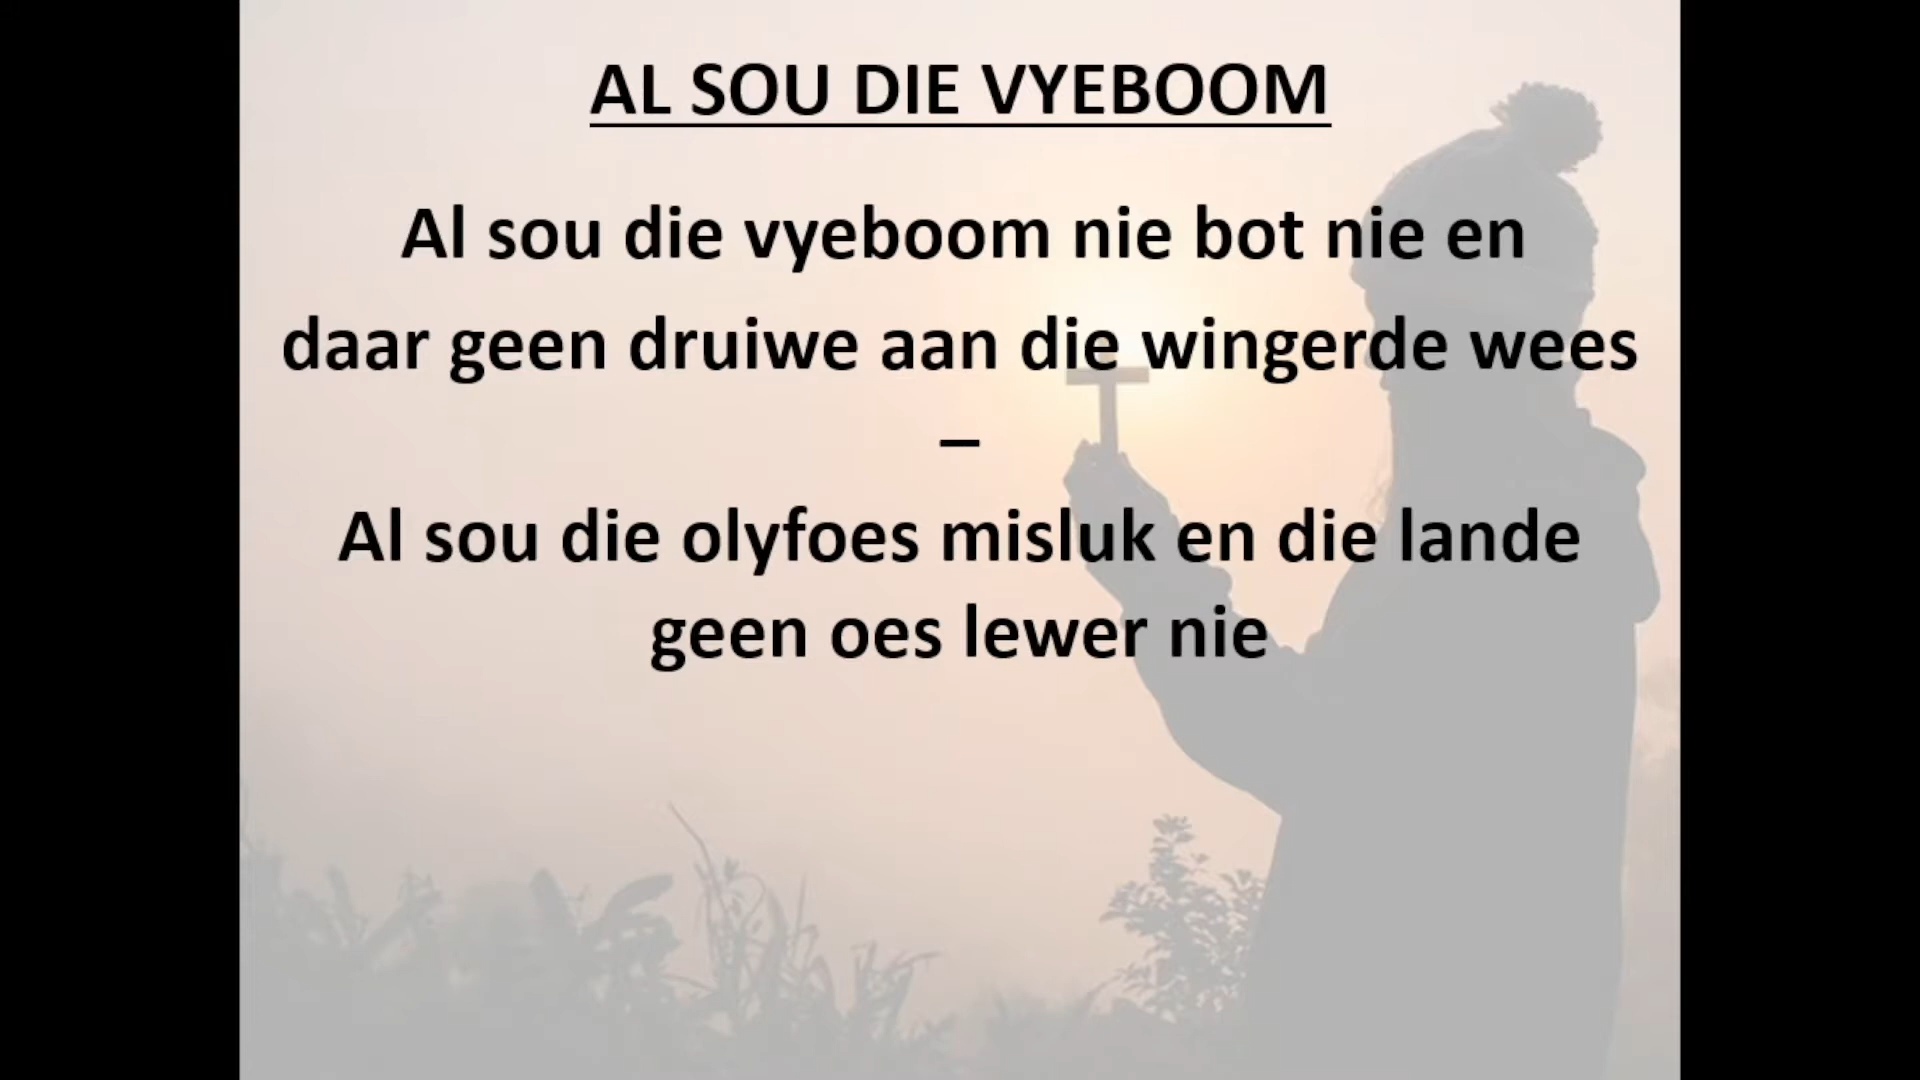 AL SOU DIE VYEBOOM
Al sou die vyeboom nie bot nie en
daar geen druiwe aan die wingerde wees
–
Al sou die olyfoes misluk en die lande
geen oes lewer nie